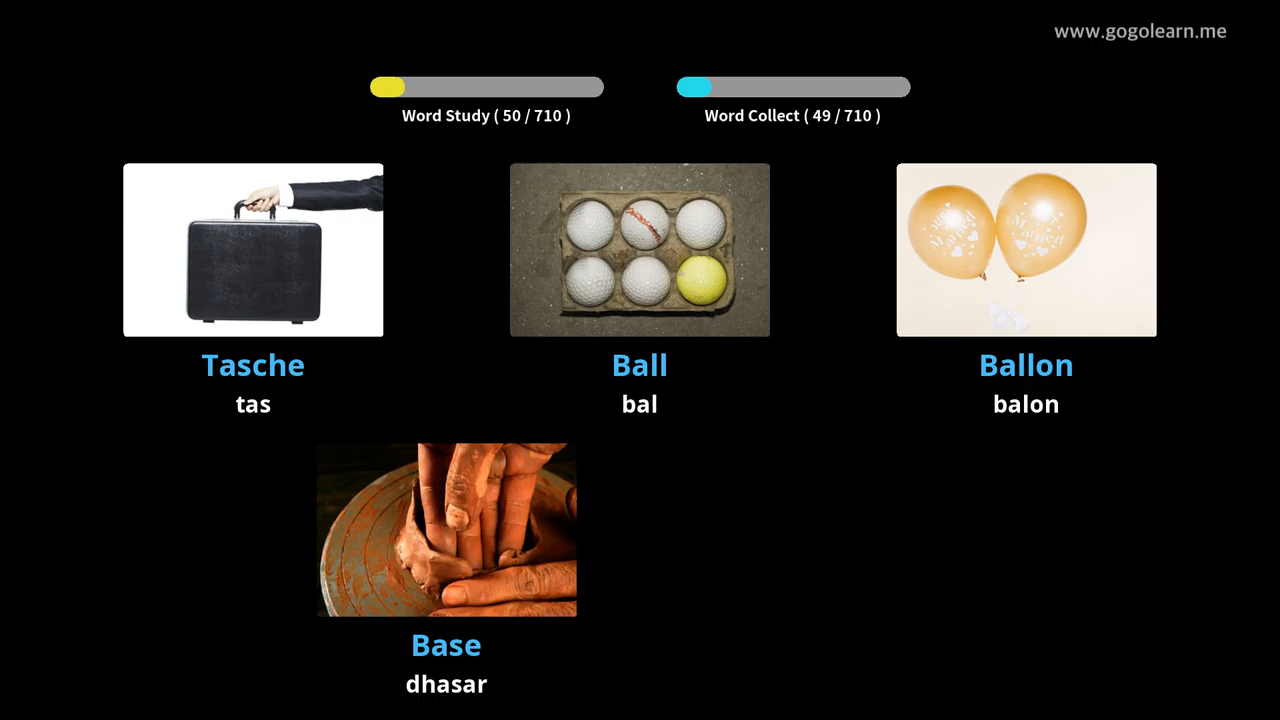 www.gogolearn.me
Word Study ( 50 / 710 )
Word Collect ( 49 / 710 )
Tasche
tas
Ball
bal
Ballon
balon
Base
dhasar